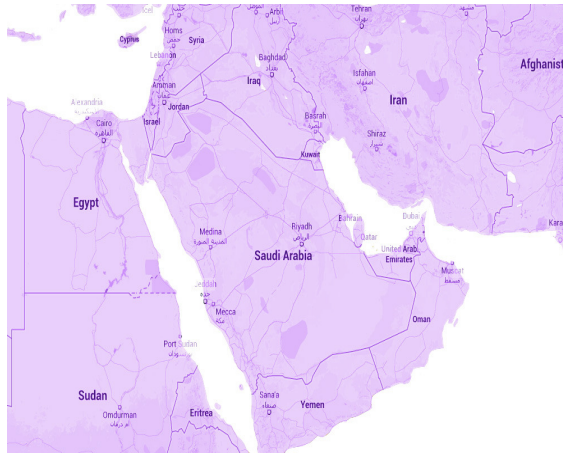 Tehran
تهران
Arbil
أربيل
Homs
حمص
Cyprus
Syria
Lebanon
Baghdad
بغداد
Isfahan
اصفهان
Iraq
Afghanist
Amman
عمان
Jordan
Iran
Alexandria
Cairo
القاهرة
Israel
Basrah
البصرة
Shiraz
شیراز
Kuwait
Egypt
Medina
المدينة المنورة
Riyadh
الرياض
Bahrain
Dubai
Kara
Qatar
United Arab
Emirates
Saudi Arabia
Muscat
مسقط
Jeddah
جدة
Mecca
مكة
Oman
Port Sudan
Sudan
Omdurman
أم درمان
Eritrea
Sana'a
صنعاء
Yemen